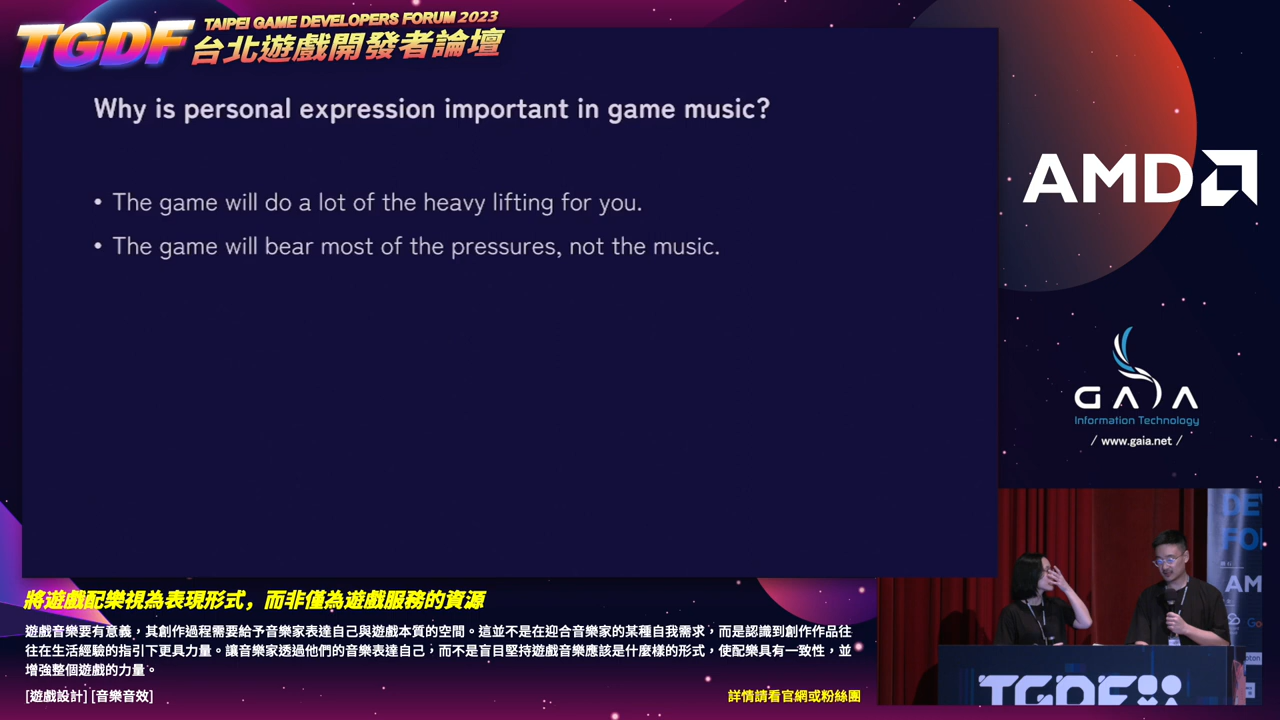 TGDF
TAIPEI GAME DEVELOPERS FORUM 2023
台北遊戲開發者論壇
Why is personal expression important in game music?
• The game will do a lot of the heavy lifting for you.
• The game will bear most of the pressures, not the music.
AMD
GAIA
Information Technology
/ www.gaia.net /
將遊戲配樂視為表現形式，而非僅為遊戲服務的資源
遊戲音樂要有意義，其創作過程需要給予音樂家表達自己與遊戲本質的空間。這並不是在迎合音樂家的某種自我需求，而是認識到創作作品往
往在生活經驗的指引下更具力量。讓音樂家透過他們的音樂表達自己，而不是盲目堅持遊戲音樂應該是什麼樣的形式，使配樂具有一致性，並
增強整個遊戲的力量。
[遊戲設計] [音樂音效]
詳情請看官網或粉絲團
DE
FO
AM
TGDF